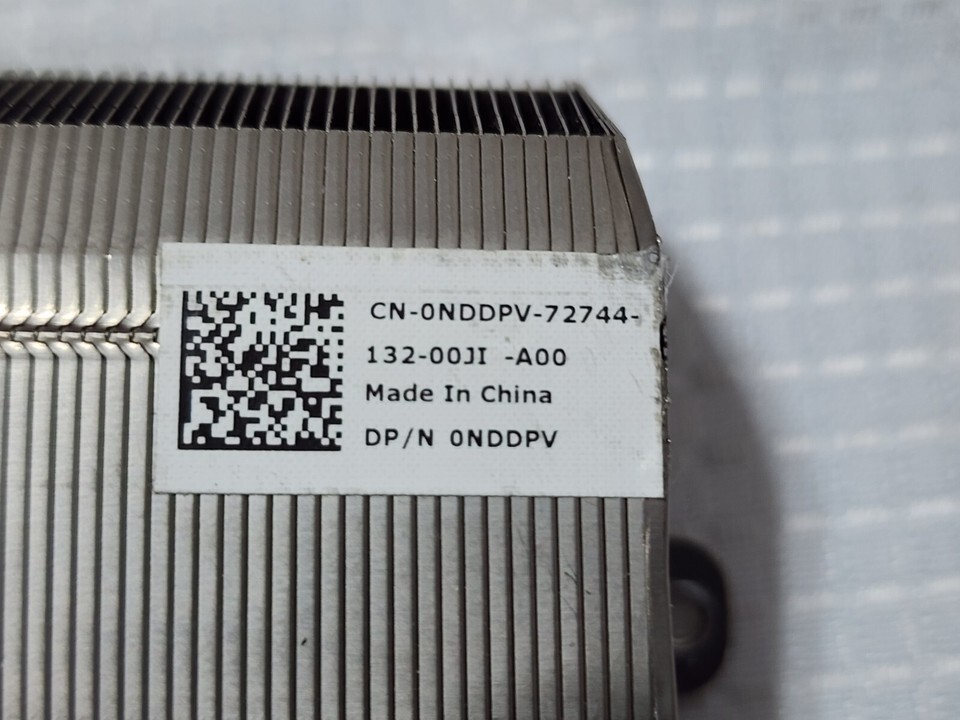 CN-0NDDPV-72744-
132-00JI -A00
Made In China
DP/N 0NDDPV